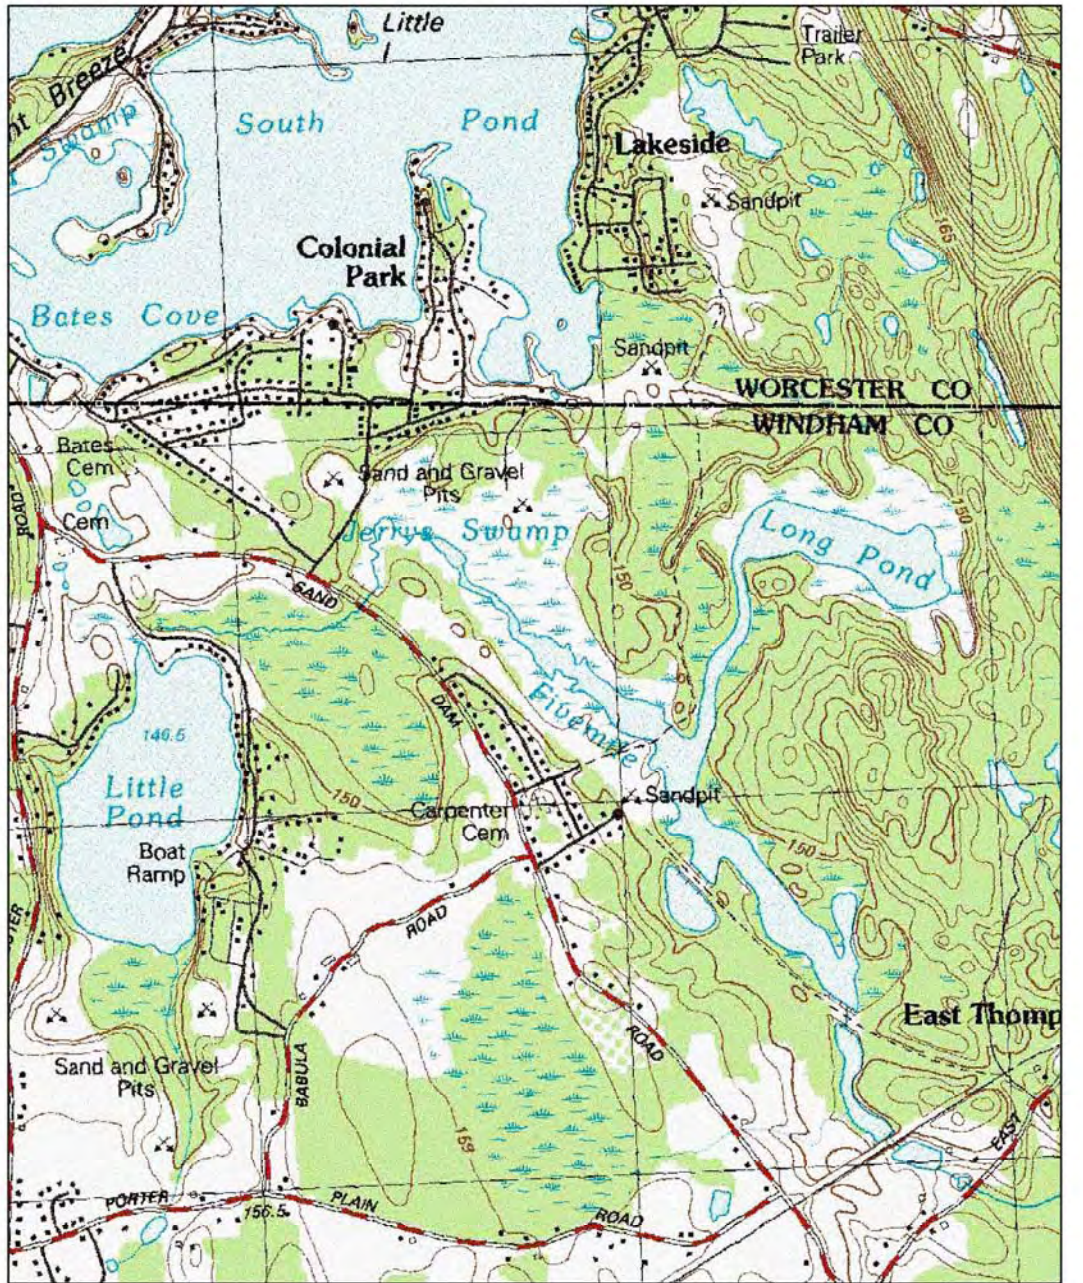 Little
I
Trailer
Park
Breeze
nt
Swamp
South Pond
Lakeside
Sandpit
Colonial
Park
165
Bates Cove
Sandpit
WORCESTER CO
WINDHAM CO
Bates
Cem
Sand and Gravel
Pits
ROAD
Cem
Jerrys Swamp
Long Pond
150
150
SAND
DAM
Fivemile
146.5
Little
Pond
150
Carpenter
Cem
Sandpit
150
Boat
Ramp
ROAD
East Thomp
ROAD
Sand and Gravel
Pits
BABULA
159
EAST
PORTER
156.5
PLAIN
ROAD